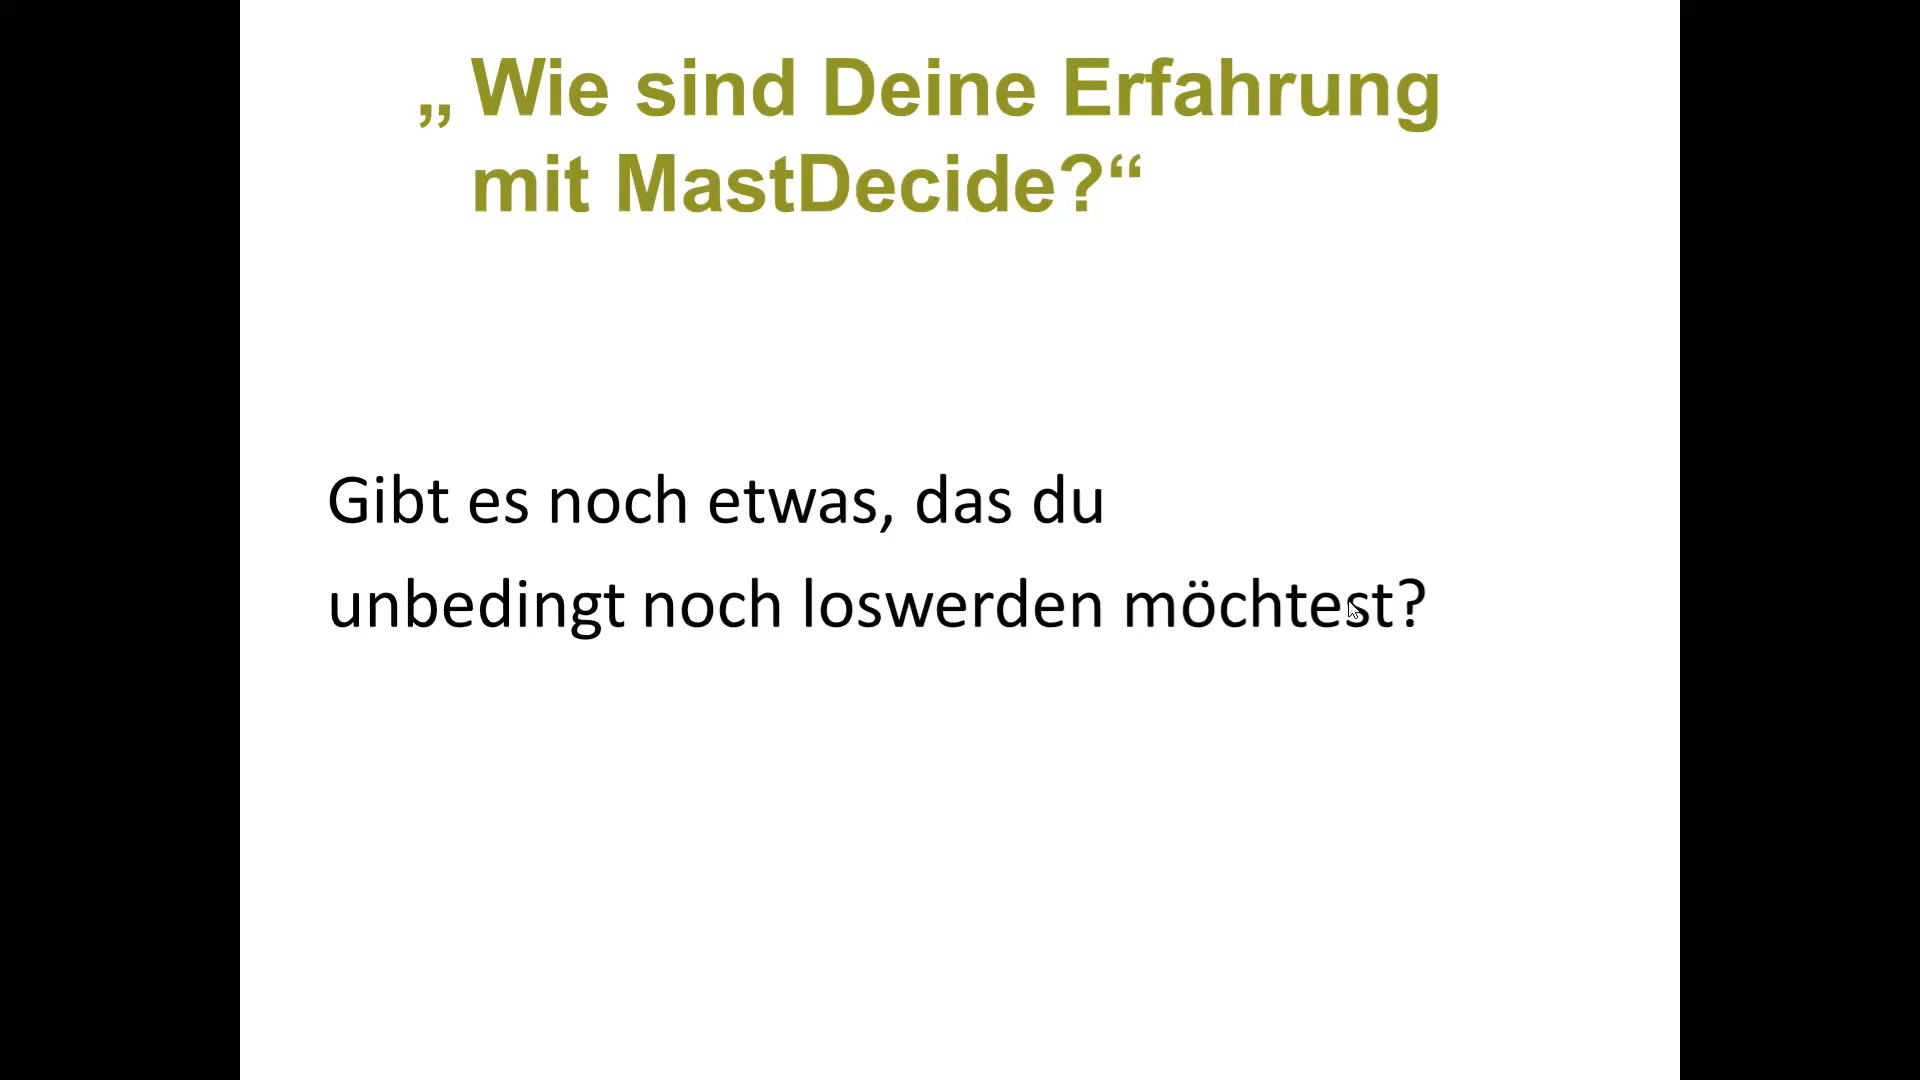 „ Wie sind Deine Erfahrung
mit MastDecide?“
Gibt es noch etwas, das du
unbedingt noch loswerden möchtest?